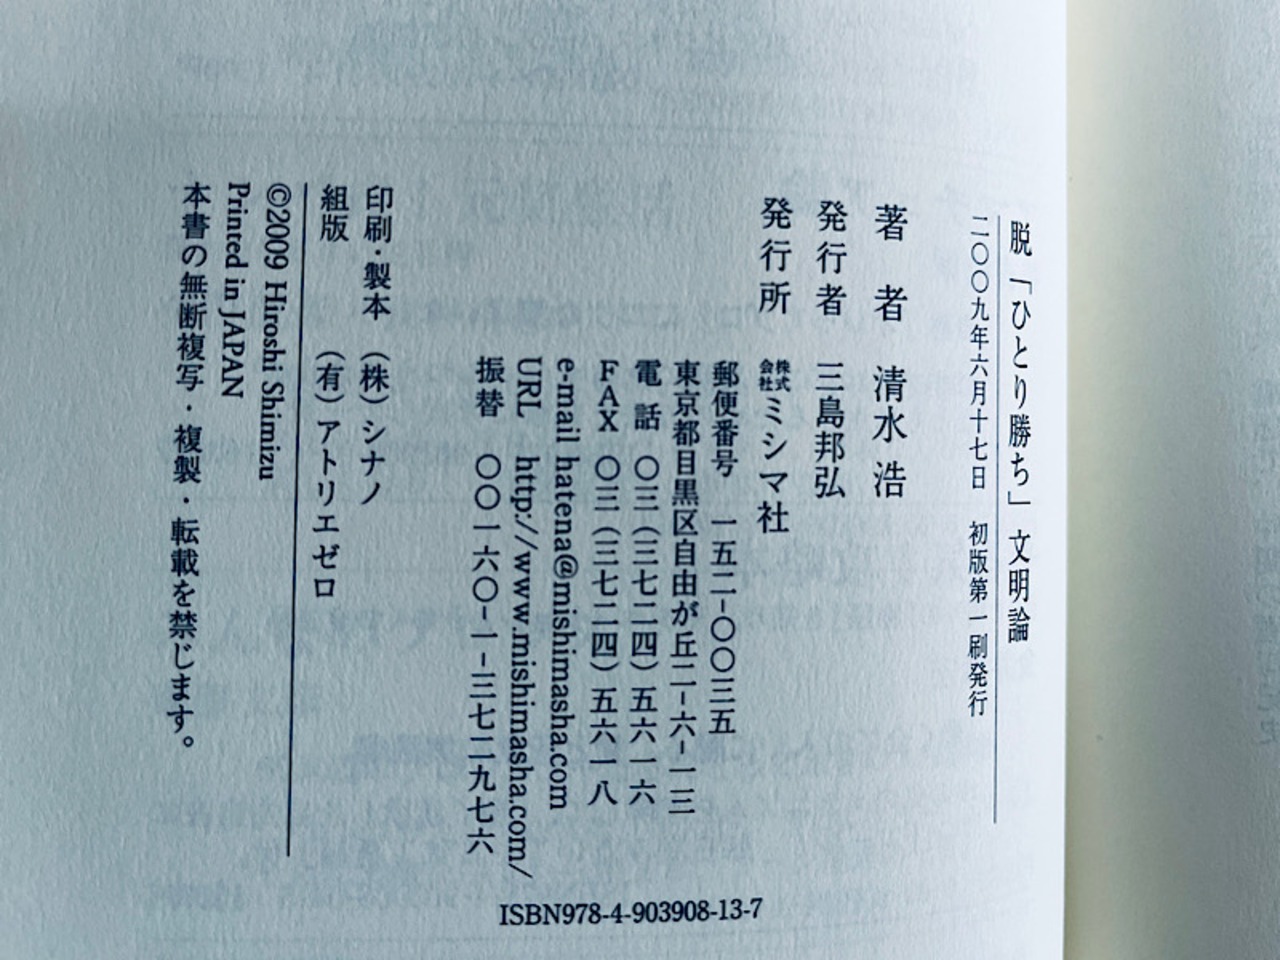 脱「ひとり勝ち」文明論
二〇〇九年六月十七日 初版第一刷発行
著者 清水浩
発行者 三島邦弘
発行所 株式会社ミシマ社
郵便番号 一五二-〇〇三五
東京都目黒区自由が丘二-六-一三
電話 〇三(三七二四)五六一六
FAX 〇三(三七二四)五六一八
e-mail hatena@mishimasha.com
URL http://www.mishimasha.com/
振替 〇〇一六〇-一-三七二九七六
印刷・製本 (株)シナノ
組版 (有)アトリエゼロ
©2009 Hiroshi Shimizu
Printed in JAPAN
本書の無断複写・複製・転載を禁じます。
ISBN978-4-903908-13-7